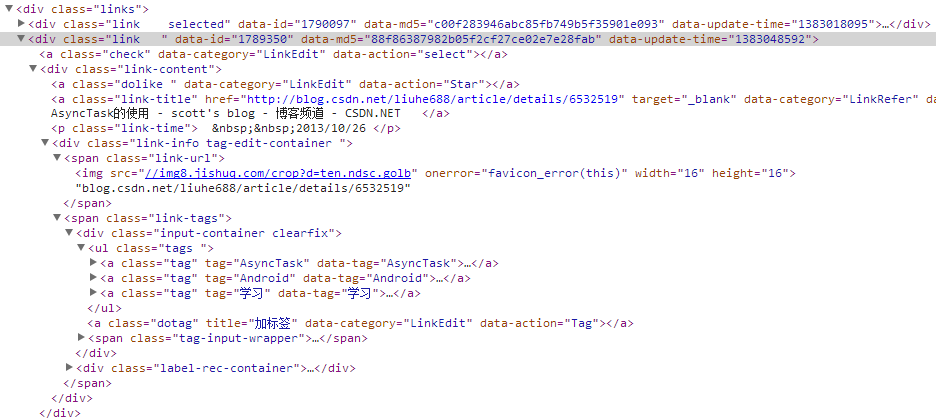 ▼<div class="links">
▶<div class="link    selected" data-id="1790097" data-md5="c00f283946abc85fb749b5f35901e093" data-update-time="1383018095">…</div>
▼<div class="link   " data-id="1789350" data-md5="88f86387982b05f2cf27ce02e7e28fab" data-update-time="1383048592">
<a class="check" data-category="LinkEdit" data-action="select"></a>
▼<div class="link-content">
<a class="dolike " data-category="LinkEdit" data-action="Star"></a>
<a class="link-title" href="http://blog.csdn.net/liuhe688/article/details/6532519" target="_blank" data-category="LinkRefer" da
AsyncTask的使用 - scott's blog - 博客频道 - CSDN.NET   </a>
<p class="link-time">  &nbsp;&nbsp;2013/10/26 </p>
▼<div class="link-info tag-edit-container ">
▼<span class="link-url">
<img src="//img8.jishuq.com/crop?d=ten.ndsc.golb" onerror="favicon_error(this)" width="16" height="16">
"blog.csdn.net/liuhe688/article/details/6532519"
</span>
▼<span class="link-tags">
▼<div class="input-container clearfix">
▼<ul class="tags ">
▶<a class="tag" tag="AsyncTask" data-tag="AsyncTask">…</a>
▶<a class="tag" tag="Android" data-tag="Android">…</a>
▶<a class="tag" tag="学习" data-tag="学习">…</a>
</ul>
<a class="dotag" title="加标签" data-category="LinkEdit" data-action="Tag"></a>
▶<span class="tag-input-wrapper">…</span>
</div>
▶<div class="label-rec-container">…</div>
</span>
</div>
</div>